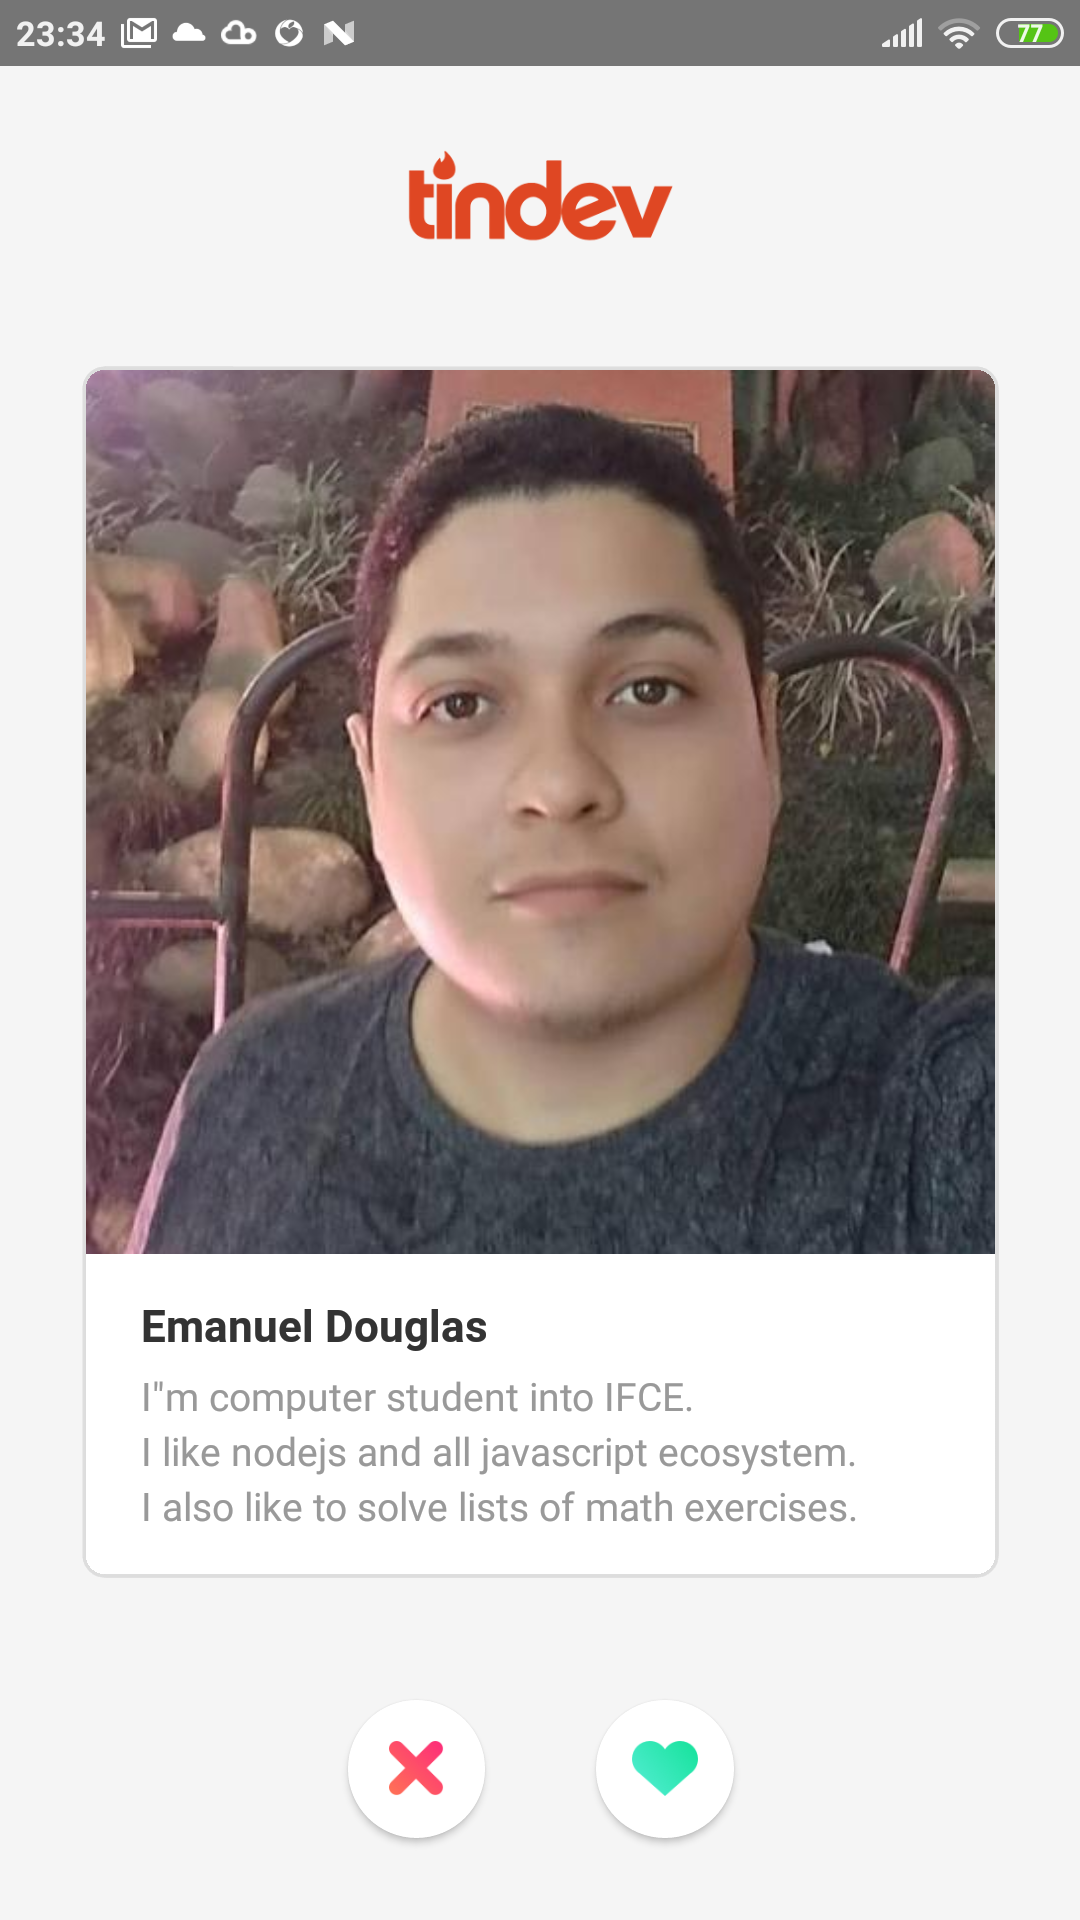 23:34
77
tindev
Emanuel Douglas
I"m computer student into IFCE.
I like nodejs and all javascript ecosystem.
I also like to solve lists of math exercises.